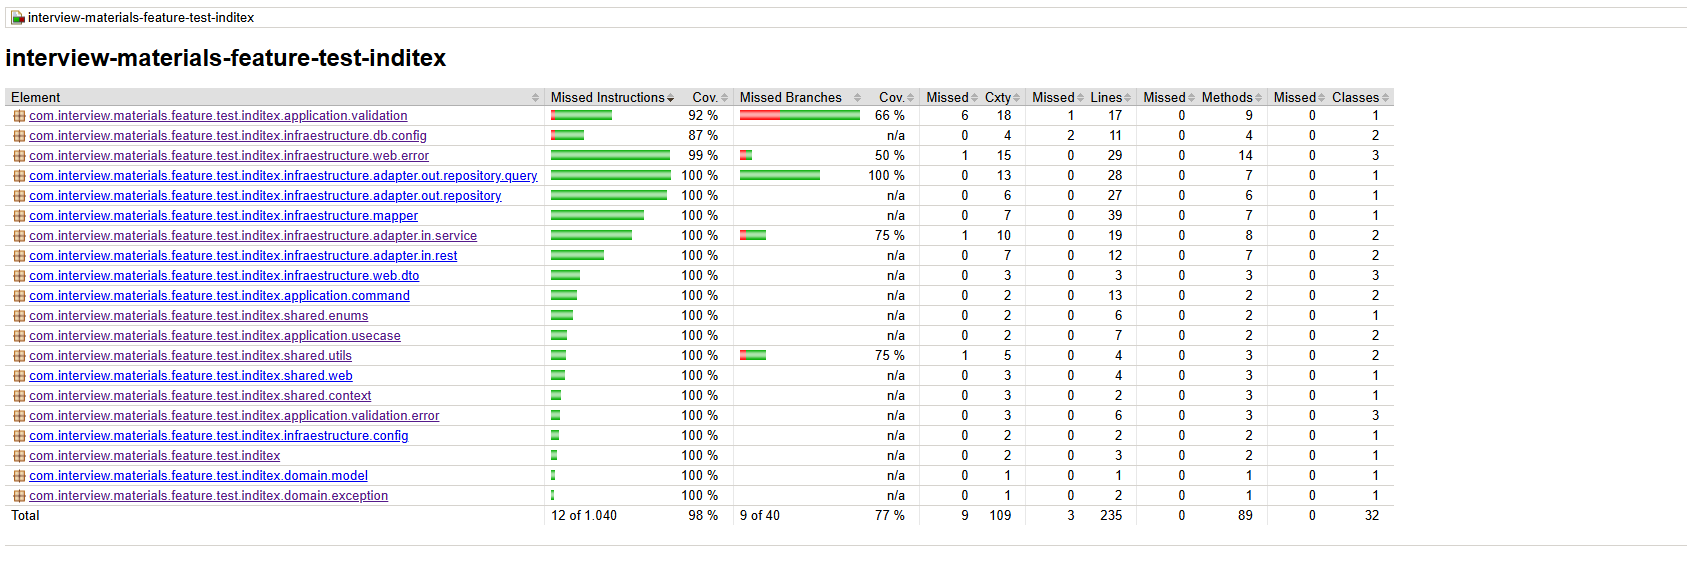 interview-materials-feature-test-inditex
interview-materials-feature-test-inditex
Element Missed Instructions Cov. Missed Branches Cov. Missed Cxty Missed Lines Missed Methods Missed Classes
com.interview.materials.feature.test.inditex.application.validation 92 % 66 % 6 18 1 17 0 9 0 1
com.interview.materials.feature.test.inditex.infraestructure.db.config 87 % n/a 0 4 2 11 0 4 0 2
com.interview.materials.feature.test.inditex.infraestructure.web.error 99 % 50 % 1 15 0 29 0 14 0 3
com.interview.materials.feature.test.inditex.infraestructure.adapter.out.repository.query 100 % 100 % 0 13 0 28 0 7 0 1
com.interview.materials.feature.test.inditex.infraestructure.adapter.out.repository 100 % n/a 0 6 0 27 0 6 0 1
com.interview.materials.feature.test.inditex.infraestructure.mapper 100 % n/a 0 7 0 39 0 7 0 1
com.interview.materials.feature.test.inditex.infraestructure.adapter.in.service 100 % 75 % 1 10 0 19 0 8 0 2
com.interview.materials.feature.test.inditex.infraestructure.adapter.in.rest 100 % n/a 0 7 0 12 0 7 0 2
com.interview.materials.feature.test.inditex.infraestructure.web.dto 100 % n/a 0 3 0 3 0 3 0 3
com.interview.materials.feature.test.inditex.application.command 100 % n/a 0 2 0 13 0 2 0 2
com.interview.materials.feature.test.inditex.shared.enums 100 % n/a 0 2 0 6 0 2 0 1
com.interview.materials.feature.test.inditex.application.usecase 100 % n/a 0 2 0 7 0 2 0 2
com.interview.materials.feature.test.inditex.shared.utils 100 % 75 % 1 5 0 4 0 3 0 2
com.interview.materials.feature.test.inditex.shared.web 100 % n/a 0 3 0 4 0 3 0 1
com.interview.materials.feature.test.inditex.shared.context 100 % n/a 0 3 0 2 0 3 0 1
com.interview.materials.feature.test.inditex.application.validation.error 100 % n/a 0 3 0 6 0 3 0 3
com.interview.materials.feature.test.inditex.infraestructure.config 100 % n/a 0 2 0 2 0 2 0 1
com.interview.materials.feature.test.inditex 100 % n/a 0 2 0 3 0 2 0 1
com.interview.materials.feature.test.inditex.domain.model 100 % n/a 0 1 0 1 0 1 0 1
com.interview.materials.feature.test.inditex.domain.exception 100 % n/a 0 1 0 2 0 1 0 1
Total 12 of 1.040 98 % 9 of 40 77 % 9 109 3 235 0 89 0 32